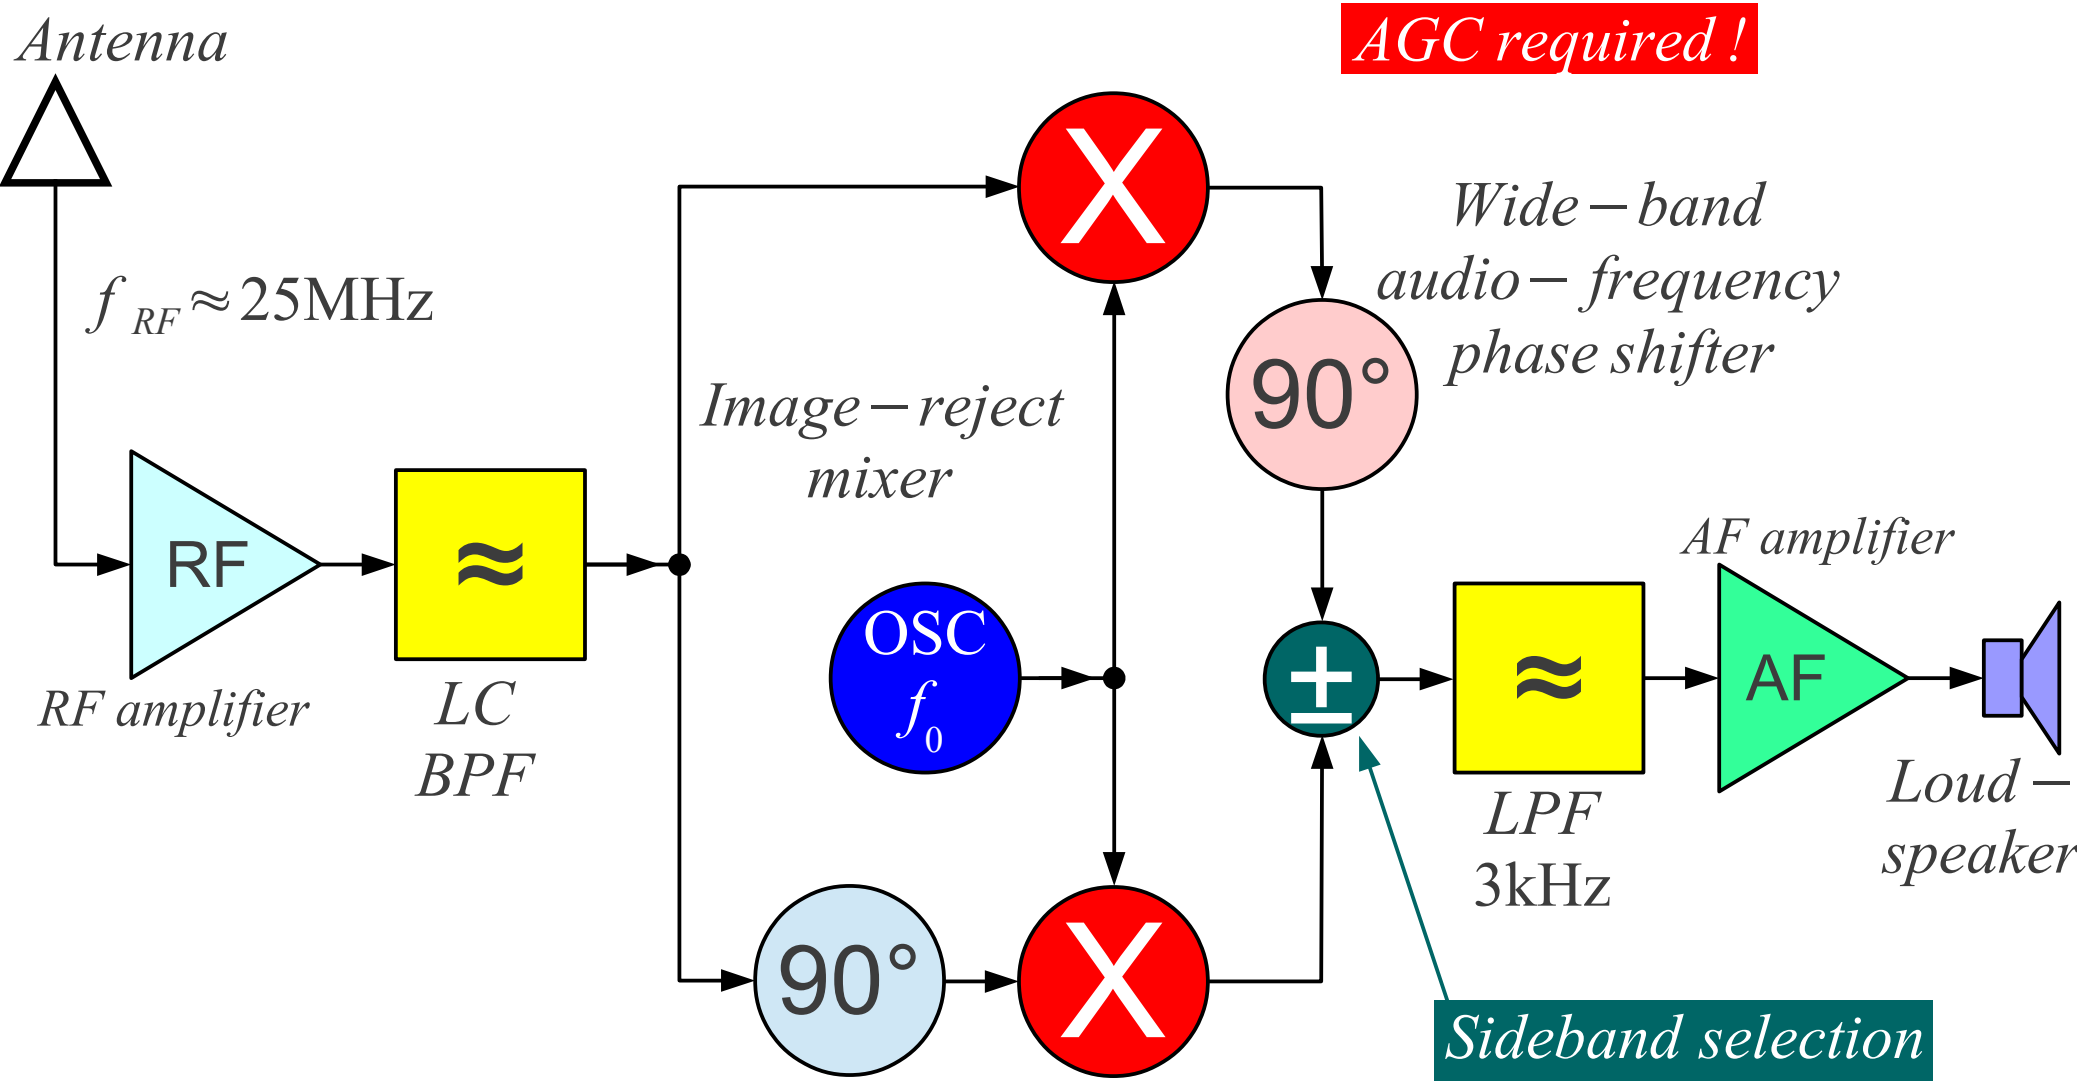 Antenna
AGC required !
X
Wide – band
audio – frequency
phase shifter
f RF ≈ 25MHz
90°
Image – reject
mixer
RF
≈
RF amplifier
LC
BPF
OSC
f0
±
≈
LPF
3kHz
AF amplifier
AF
Loud –
speaker
90°
X
Sideband selection